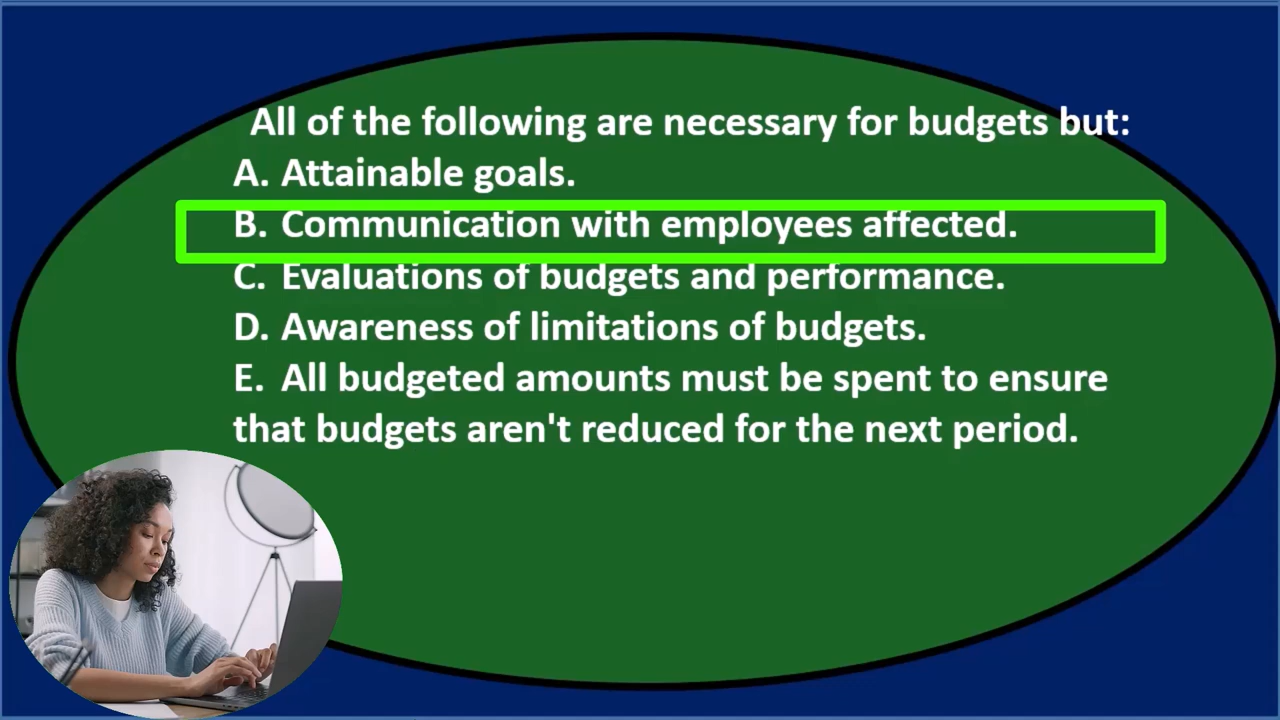 All of the following are necessary for budgets but:
A. Attainable goals.
B. Communication with employees affected.
C. Evaluations of budgets and performance.
D. Awareness of limitations of budgets.
E. All budgeted amounts must be spent to ensure
that budgets aren't reduced for the next period.